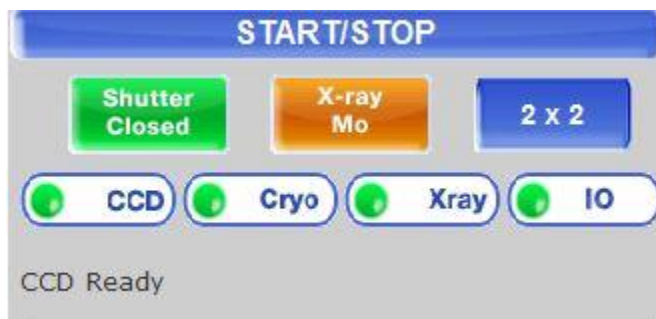 START/STOP
Shutter
Closed
X-ray
Mo
2 x 2
CCD
Cryo
Xray
IO
CCD Ready